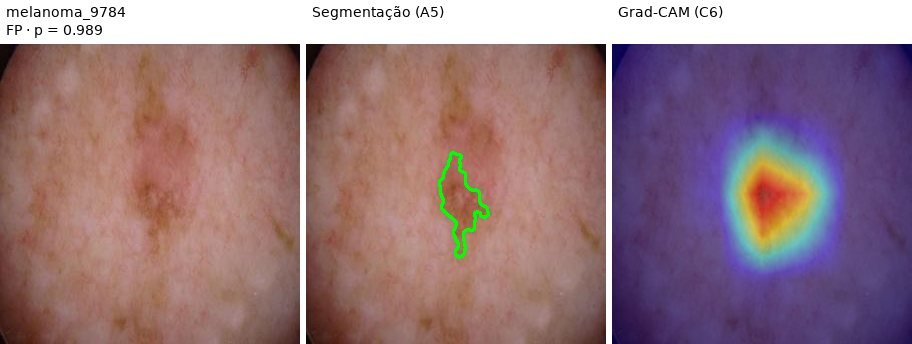 melanoma_9784
FP · p = 0.989
Segmentação (A5)
Grad-CAM (C6)